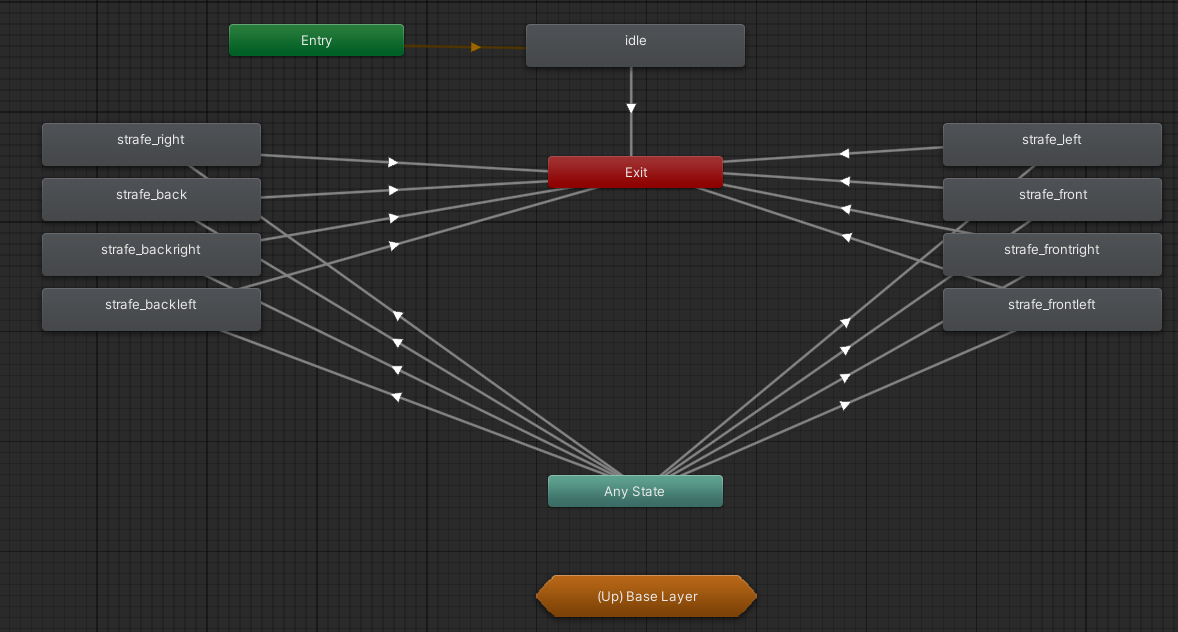 Entry
idle
strafe_right
strafe_left
Exit
strafe_back
strafe_front
strafe_backright
strafe_frontright
strafe_backleft
strafe_frontleft
Any State
(Up) Base Layer